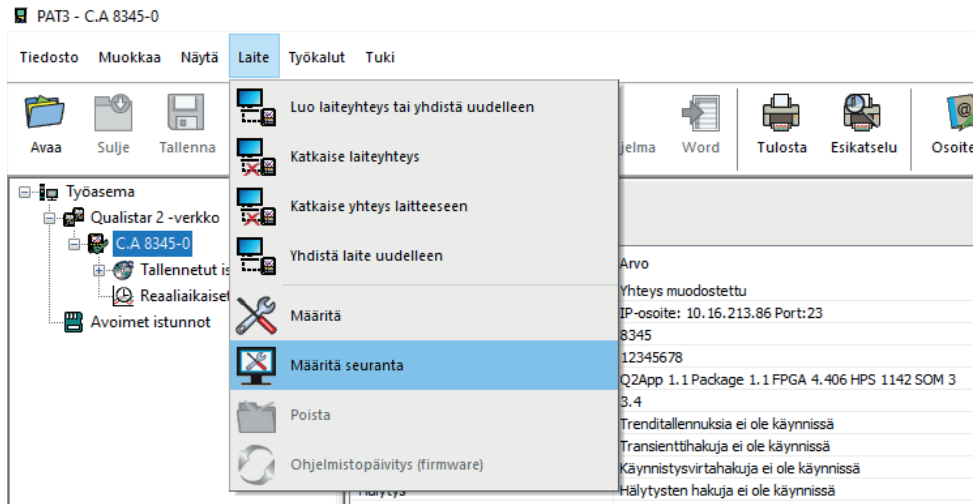 PAT3 - C.A 8345-0
Tiedosto Muokkaa Näytä Laite Työkalut Tuki
Avaa Sulje Tallenna Word Tulosta Esikatselu
Luo laiteyhteys tai yhdistä uudelleen
Katkaise laiteyhteys
Katkaise yhteys laitteeseen
Yhdistä laite uudelleen
Määritä
Määritä seuranta
Poista
Ohjelmistopäivitys (firmware)
Työasema
Qualistar 2 -verkko
C.A 8345-0
Tallennetut
Reaaliaikaiset
Avoimet istunnot
Arvo
Yhteys muodostettu
IP-osoite: 10.16.213.86 Port:23
8345
12345678
Q2App 1.1 Package 1.1 FPGA 4.406 HPS 1142 SOM 3
3.4
Trenditallennuksia ei ole käynnissä
Transienttihakuja ei ole käynnissä
Käynnistysvirtahakuja ei ole käynnissä
Hälytysten hakuja ei ole käynnissä